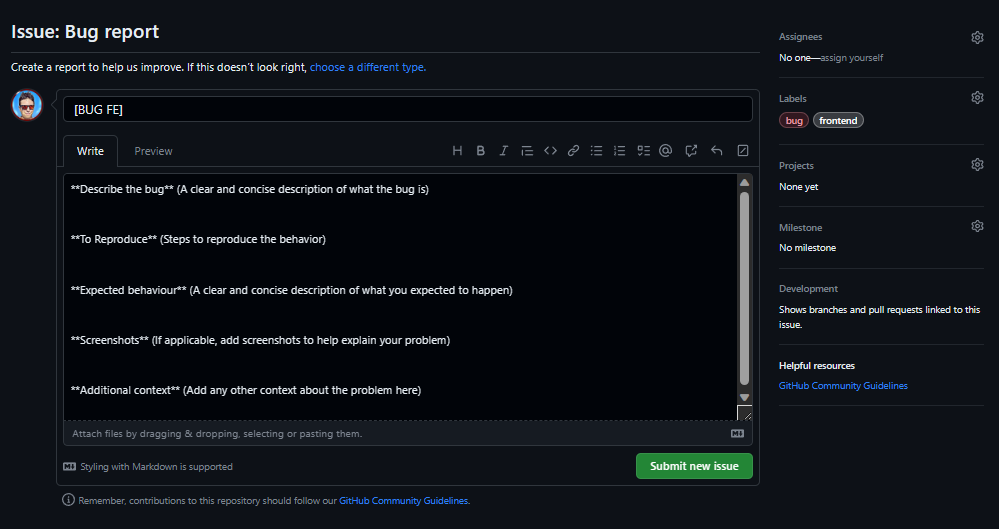 Issue: Bug report
Create a report to help us improve. If this doesn't look right, choose a different type.
[BUG FE]
Write
Preview
**Describe the bug** (A clear and concise description of what the bug is)
**To Reproduce** (Steps to reproduce the behavior)
**Expected behaviour** (A clear and concise description of what you expected to happen)
**Screenshots** (If applicable, add screenshots to help explain your problem)
**Additional context** (Add any other context about the problem here)
Attach files by dragging & dropping, selecting or pasting them.
Styling with Markdown is supported
Submit new issue
Remember, contributions to this repository should follow our GitHub Community Guidelines.
Assignees
No one—assign yourself
Labels
bug frontend
Projects
None yet
Milestone
No milestone
Development
Shows branches and pull requests linked to this
issue.
Helpful resources
GitHub Community Guidelines